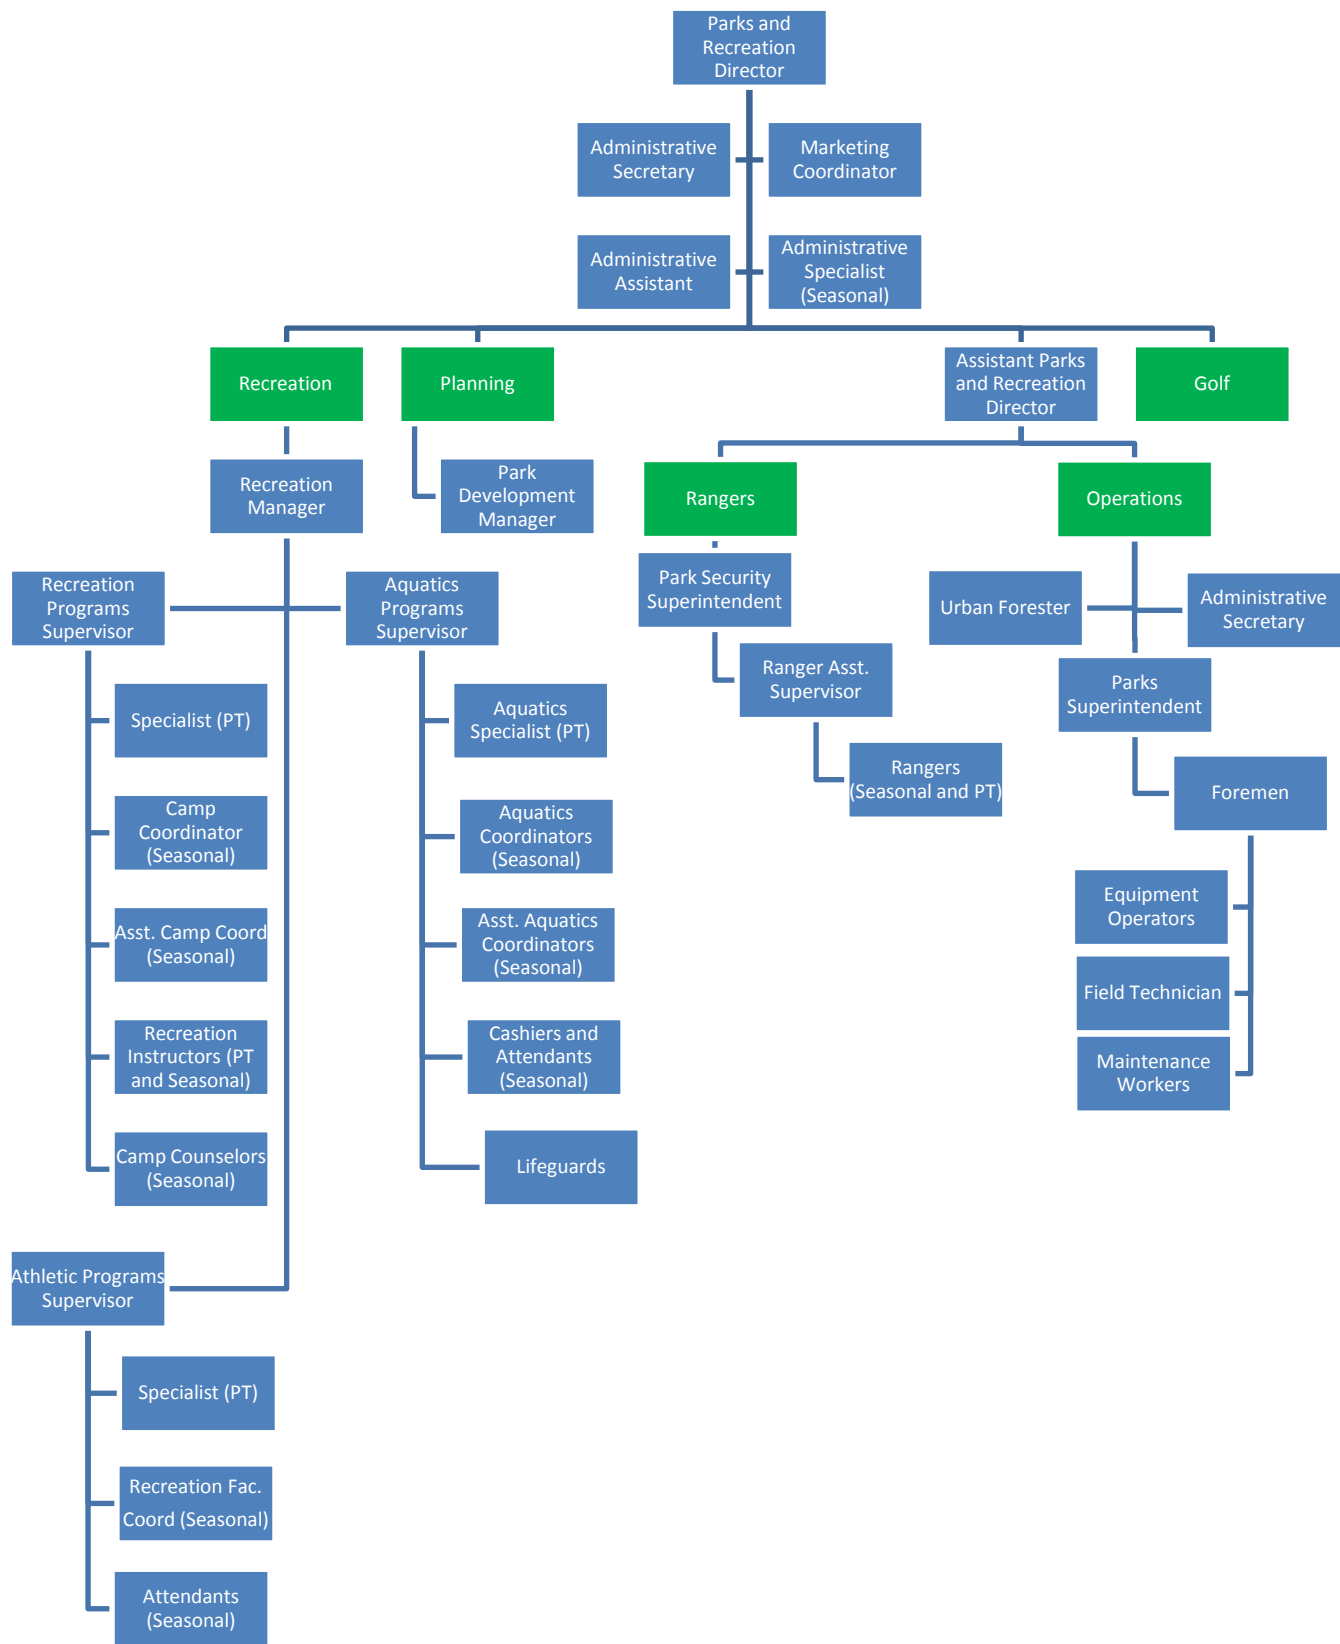 Parks and
Recreation
Director
Administrative
Secretary
Marketing
Coordinator
Administrative
Assistant
Administrative
Specialist
(Seasonal)
Recreation
Planning
Assistant Parks
and Recreation
Director
Golf
Recreation
Manager
Park
Development
Manager
Rangers
Operations
Recreation
Programs
Supervisor
Aquatics
Programs
Supervisor
Park Security
Superintendent
Urban Forester
Administrative
Secretary
Ranger Asst.
Supervisor
Parks
Superintendent
Specialist (PT)
Aquatics
Specialist (PT)
Rangers
(Seasonal and PT)
Foremen
Camp
Coordinator
(Seasonal)
Aquatics
Coordinators
(Seasonal)
Equipment
Operators
Asst. Camp Coord
(Seasonal)
Asst. Aquatics
Coordinators
(Seasonal)
Field Technician
Recreation
Instructors (PT
and Seasonal)
Cashiers and
Attendants
(Seasonal)
Maintenance
Workers
Camp Counselors
(Seasonal)
Lifeguards
Athletic Programs
Supervisor
Specialist (PT)
Recreation Fac.
Coord (Seasonal)
Attendants
(Seasonal)